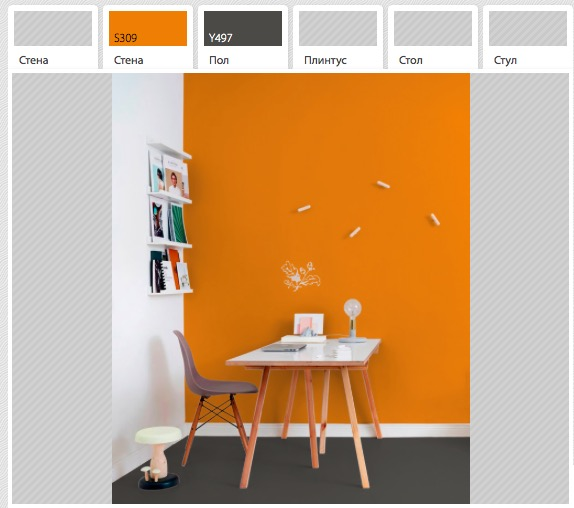 S309
Y497
Стена
Стена
Пол
Плинтус
Стол
Стул